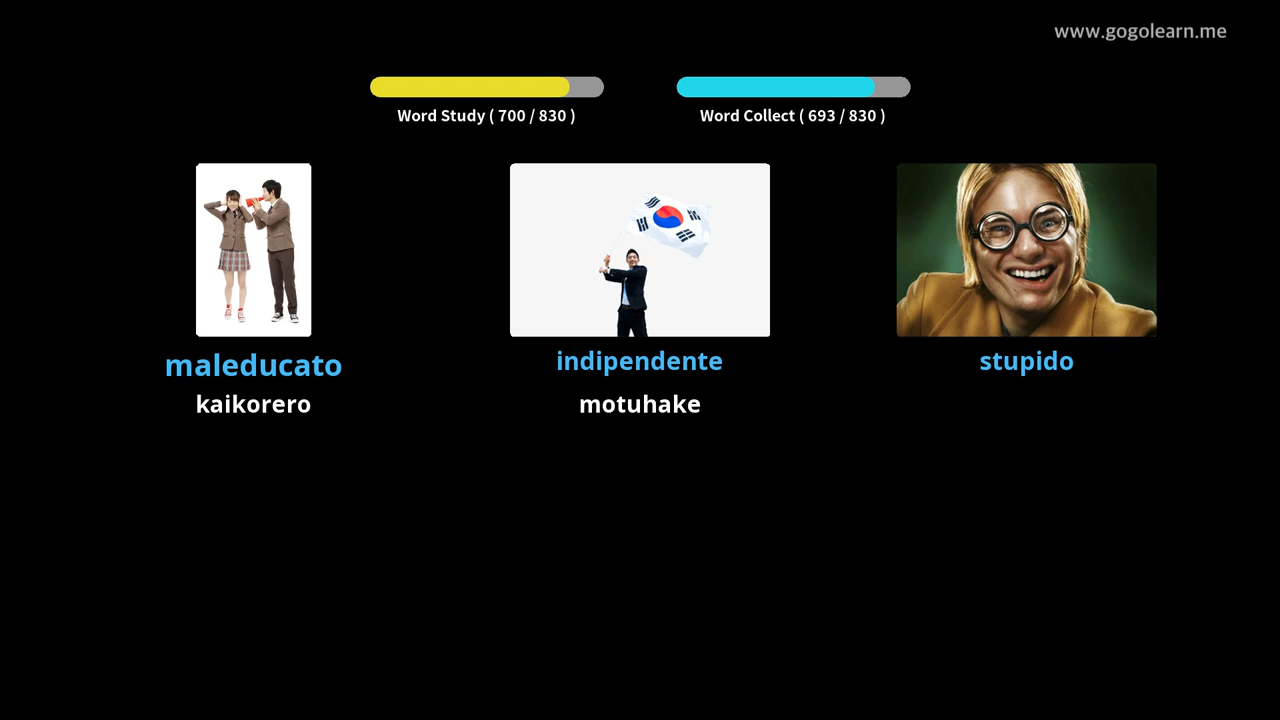 www.gogolearn.me
Word Study ( 700 / 830 )
Word Collect ( 693 / 830 )
maleducato
kaikorero
indipendente
motuhake
stupido